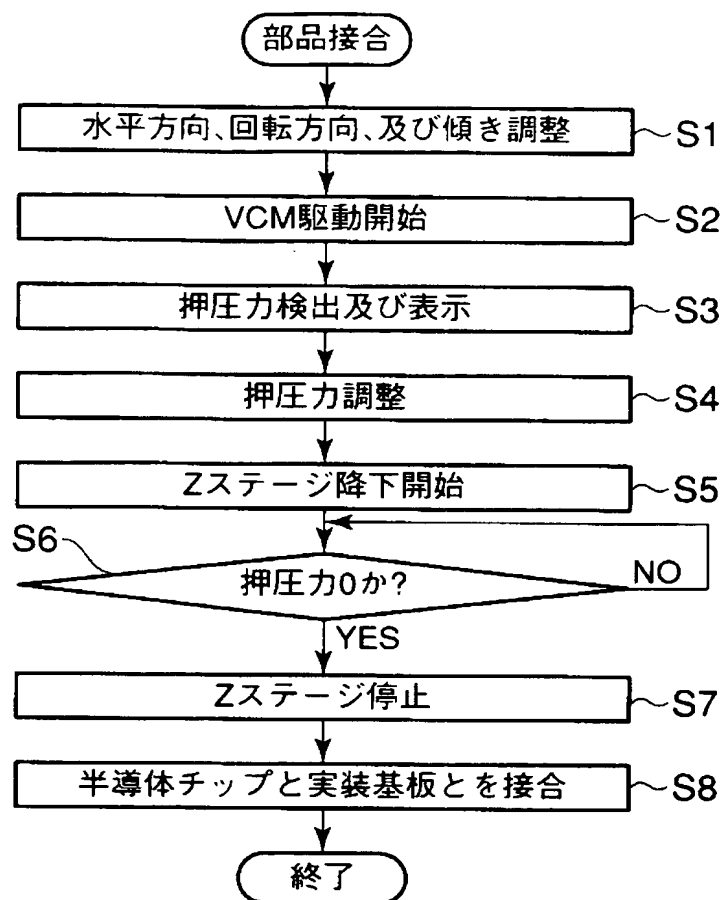 部品接合
水平方向、回転方向、及び傾き調整 S1
VCM駆動開始 S2
押圧力検出及び表示 S3
押圧力調整 S4
Zステージ降下開始 S5
S6
押圧力0か? NO
YES
Zステージ停止 S7
半導体チップと実装基板とを接合 S8
終了